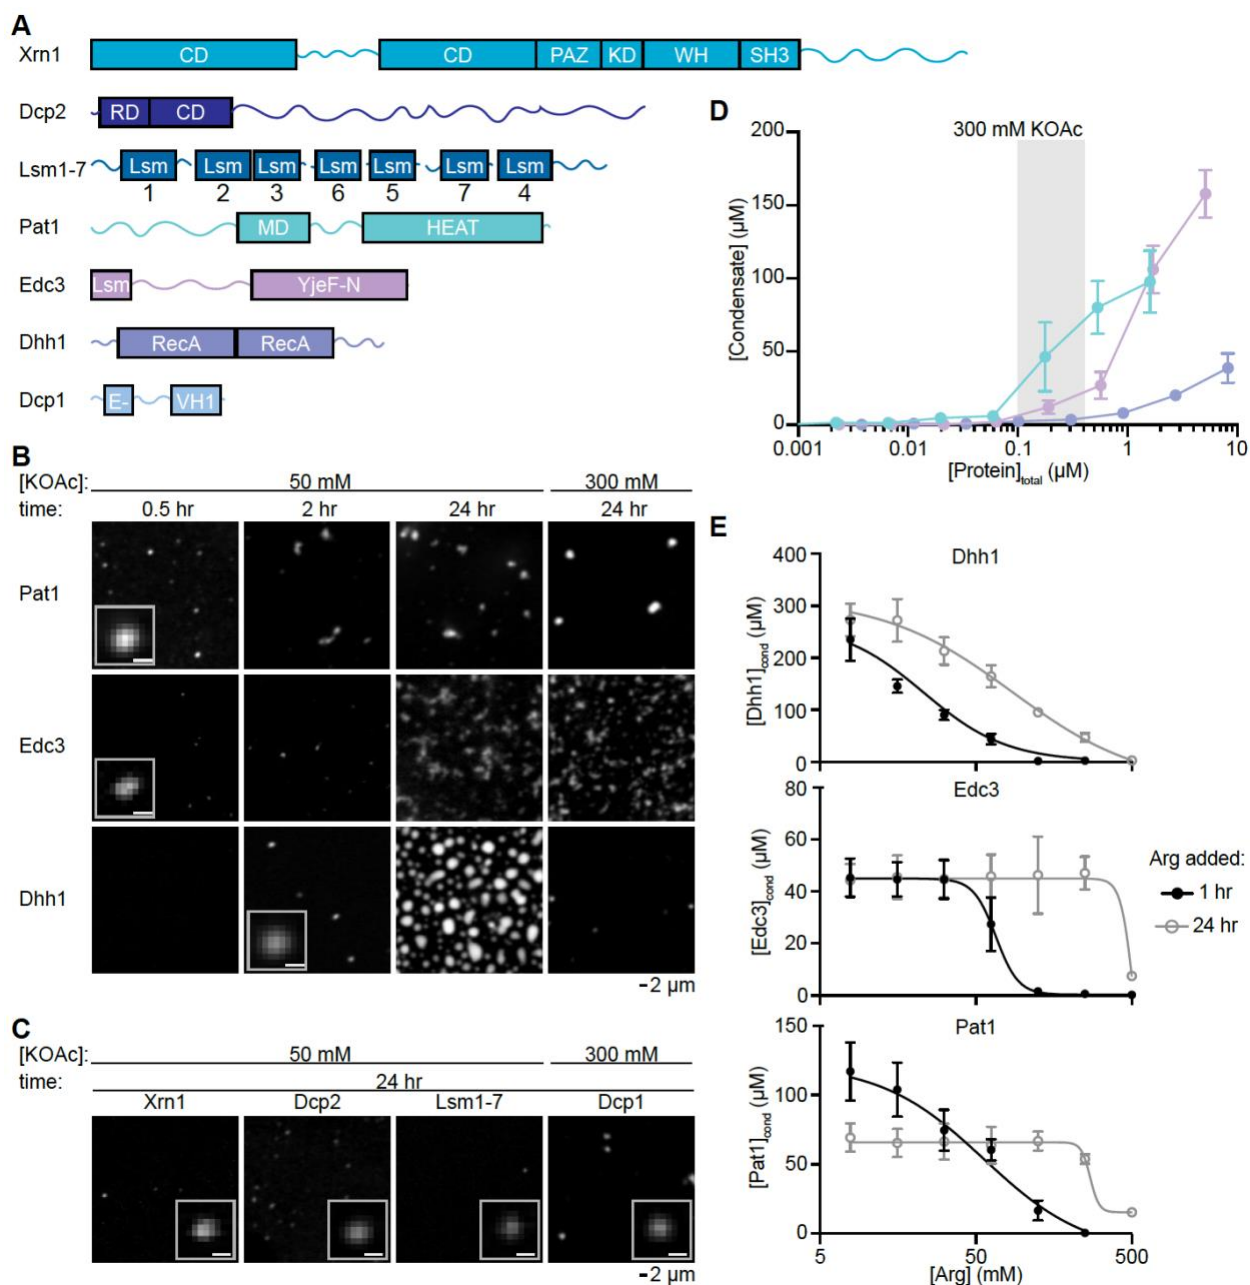 A
Xrn1
CD
CD
PAZ
KD
WH
SH3
Dcp2
RD
CD
Lsm1-7
Lsm
Lsm
Lsm
Lsm
Lsm
Lsm
Lsm
1
2
3
6
5
7
4
Pat1
MD
HEAT
Edc3
Lsm
YjeF-N
Dhh1
RecA
RecA
Dcp1
E-
VH1
B
[KOAc]:
50 mM
300 mM
time:
0.5 hr
2 hr
24 hr
24 hr
Pat1
Edc3
Dhh1
2 µm
C
[KOAc]:
50 mM
300 mM
time:
24 hr
Xrn1
Dcp2
Lsm1-7
Dcp1
2 µm
D
300 mM KOAc
[Condensate] (µM)
200
150
100
50
0
0.001
0.01
0.1
1
10
[Protein]total (µM)
E
Dhh1
[Dhh1]cond (µM)
400
300
200
100
0
Edc3
[Edc3]cond (µM)
80
60
40
20
0
Arg added:
1 hr
24 hr
Pat1
[Pat1]cond (µM)
150
100
50
0
5
50
500
[Arg] (mM)